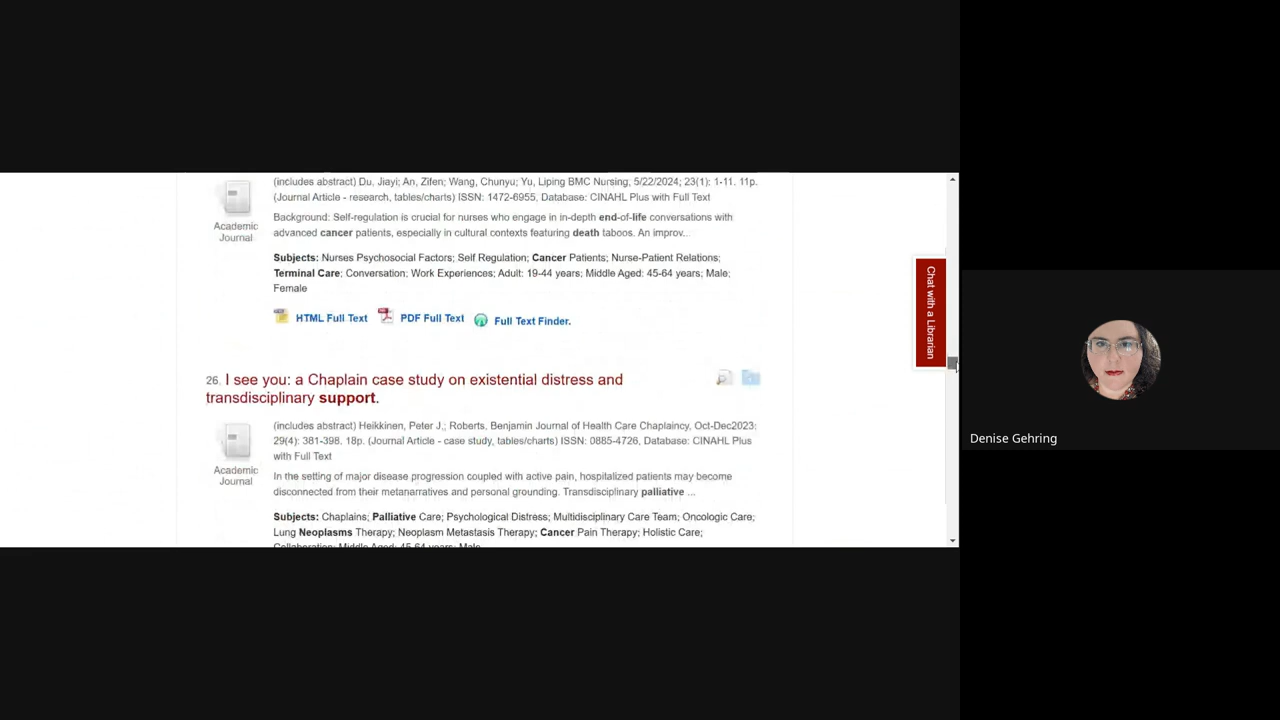 (includes abstract) Du, Jiayi; An, Zifen; Wang, Chunyu; Yu, Liping BMC Nursing, 5/22/2024; 23(1): 1-11. 11p.
(Journal Article - research, tables/charts) ISSN: 1472-6955, Database: CINAHL Plus with Full Text
Academic
Journal
Background: Self-regulation is crucial for nurses who engage in in-depth end-of-life conversations with
advanced cancer patients, especially in cultural contexts featuring death taboos. An improv...
Subjects: Nurses Psychosocial Factors; Self Regulation; Cancer Patients; Nurse-Patient Relations;
Terminal Care; Conversation; Work Experiences; Adult: 19-44 years; Middle Aged: 45-64 years; Male;
Female
HTML Full Text PDF Full Text Full Text Finder.
26. I see you: a Chaplain case study on existential distress and
transdisciplinary support.
(includes abstract) Heikkinen, Peter J.; Roberts, Benjamin Journal of Health Care Chaplaincy, Oct-Dec2023;
29(4): 381-398. 18p. (Journal Article - case study, tables/charts) ISSN: 0885-4726, Database: CINAHL Plus
with Full Text
Academic
Journal
In the setting of major disease progression coupled with active pain, hospitalized patients may become
disconnected from their metanarratives and personal grounding. Transdisciplinary palliative ...
Subjects: Chaplains; Palliative Care; Psychological Distress; Multidisciplinary Care Team; Oncologic Care;
Lung Neoplasms Therapy; Neoplasm Metastasis Therapy; Cancer Pain Therapy; Holistic Care;
Collaboration; Middle Aged: 45-64 years; Male
Chat with a Librarian
Denise Gehring